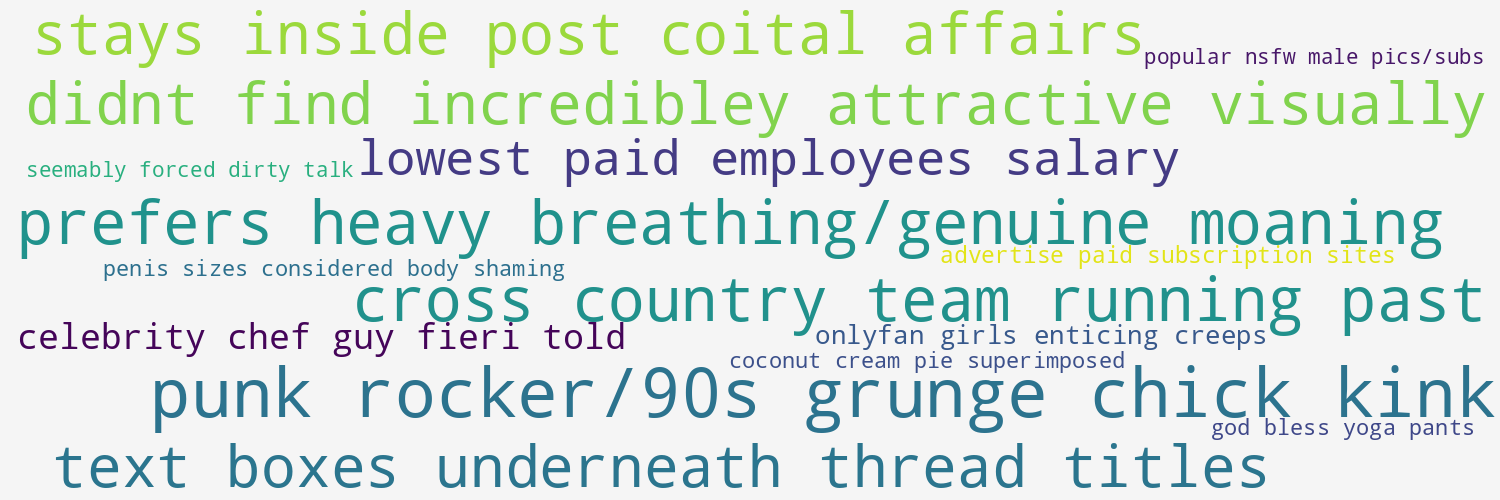 stays inside post coital affairs
popular nsfw male pics/subs
didnt find incredibley attractive visually
lowest paid employees salary
seemably forced dirty talk
prefers heavy breathing/genuine moaning
advertise paid subscription sites
penis sizes considered body shaming
cross country team running past
celebrity chef guy fieri told
onlyfan girls enticing creeps
coconut cream pie superimposed
punk rocker/90s grunge chick kink
god bless yoga pants
text boxes underneath thread titles